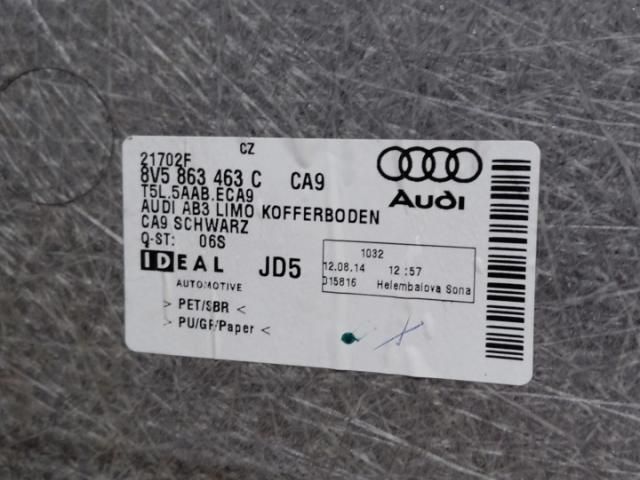 CZ
21702F
8V5 863 463 C CA9
T5L.5AAB.ECA9
AUDI AB3 LIMO KOFFERBODEN
CA9 SCHWARZ
Q-ST: 06S
Audi
IDEAL JD5
AUTOMOTIVE
1032
12.08.14 12:57
015816 Helembalova Sona
> PET/SBR <
> PU/GF/Paper <